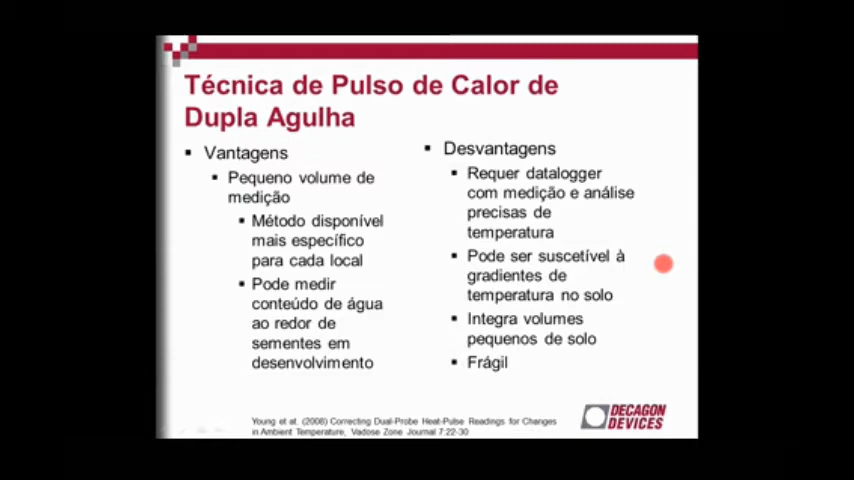 Técnica de Pulso de Calor de
Dupla Agulha
Vantagens
Pequeno volume de
medição
Método disponível
mais específico
para cada local
Pode medir
conteúdo de água
ao redor de
sementes em
desenvolvimento
Desvantagens
Requer datalogger
com medição e análise
precisas de
temperatura
Pode ser suscetível à
gradientes de
temperatura no solo
Integra volumes
pequenos de solo
Frágil
Young et al. (2008) Correcting Dual-Probe Heat-Pulse Readings for Changes
in Ambient Temperature, Vadose Zone Journal 7:22-30
DECAGON
DEVICES